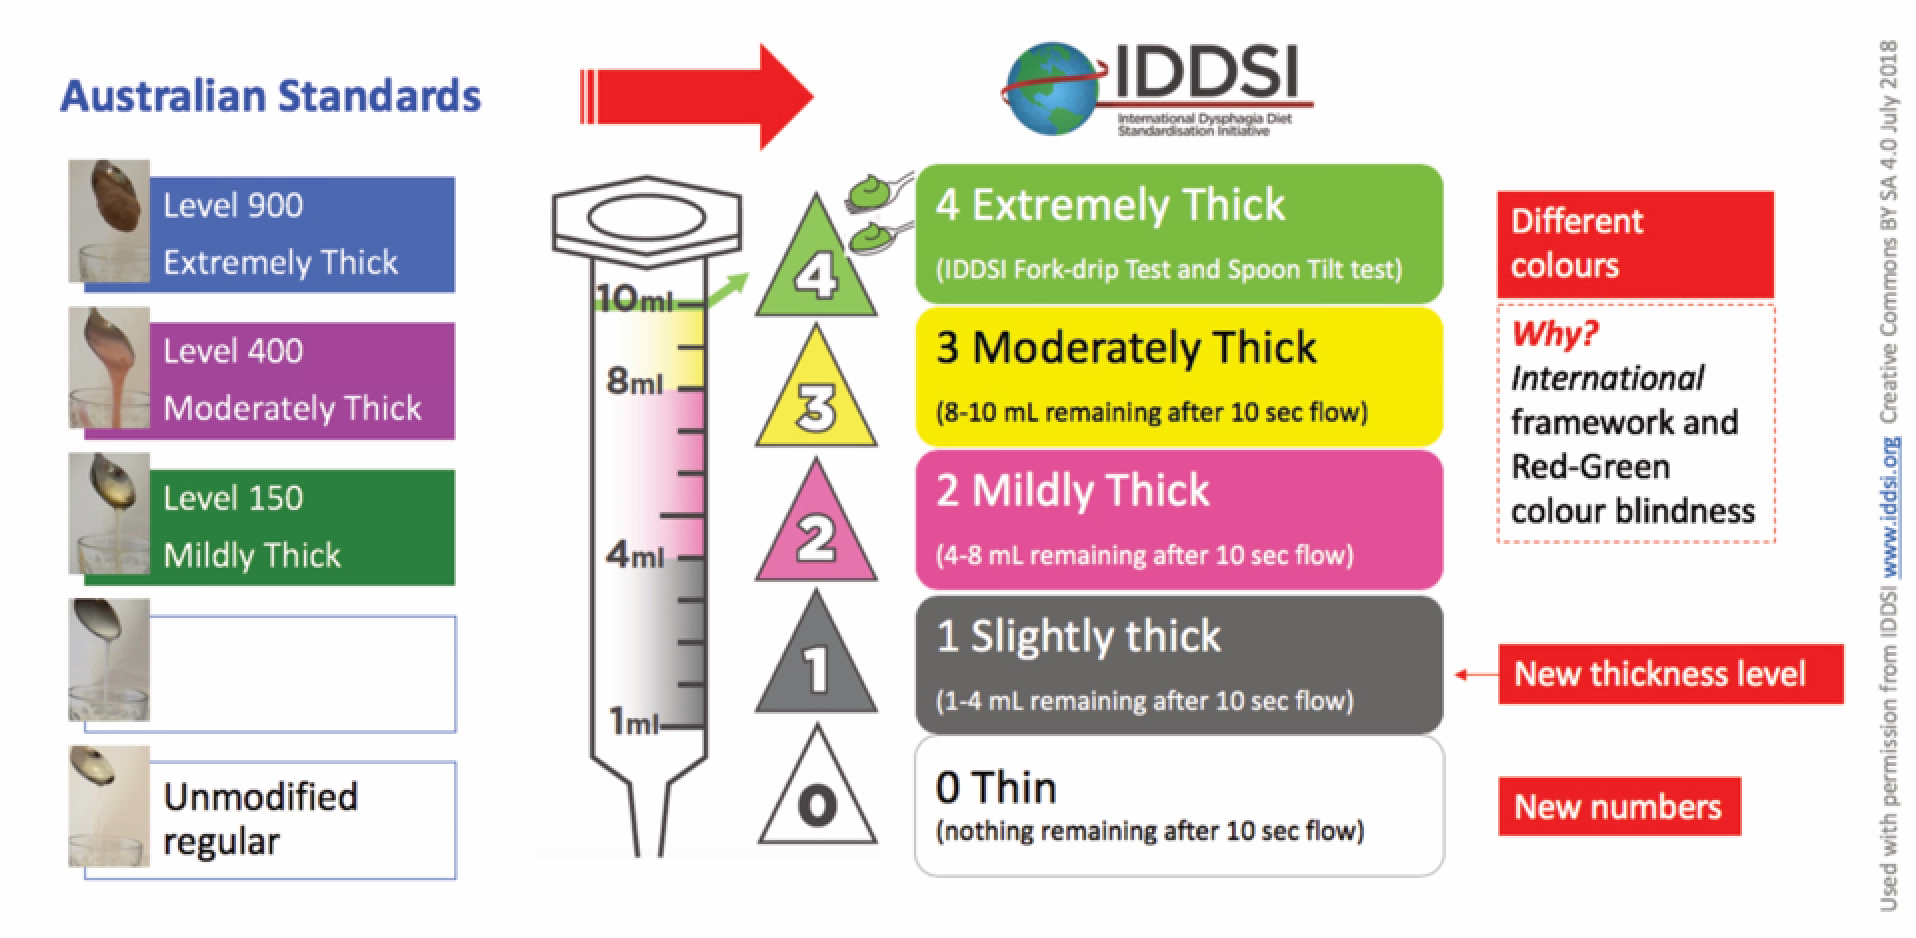 Australian Standards
IDDSI
International Dysphagia Diet
Standardisation Initiative
Level 900
Extremely Thick
Level 400
Moderately Thick
Level 150
Mildly Thick
Unmodified
regular
10ml
8ml
4ml
1ml
4
3
2
1
0
4 Extremely Thick
(IDDSI Fork-drip Test and Spoon Tilt test)
3 Moderately Thick
(8-10 mL remaining after 10 sec flow)
2 Mildly Thick
(4-8 mL remaining after 10 sec flow)
1 Slightly thick
(1-4 mL remaining after 10 sec flow)
0 Thin
(nothing remaining after 10 sec flow)
Different
colours
Why?
International
framework and
Red-Green
colour blindness
New thickness level
New numbers
Used with permission from IDDSI www.iddsi.org Creative Commons BY SA 4.0 July 2018